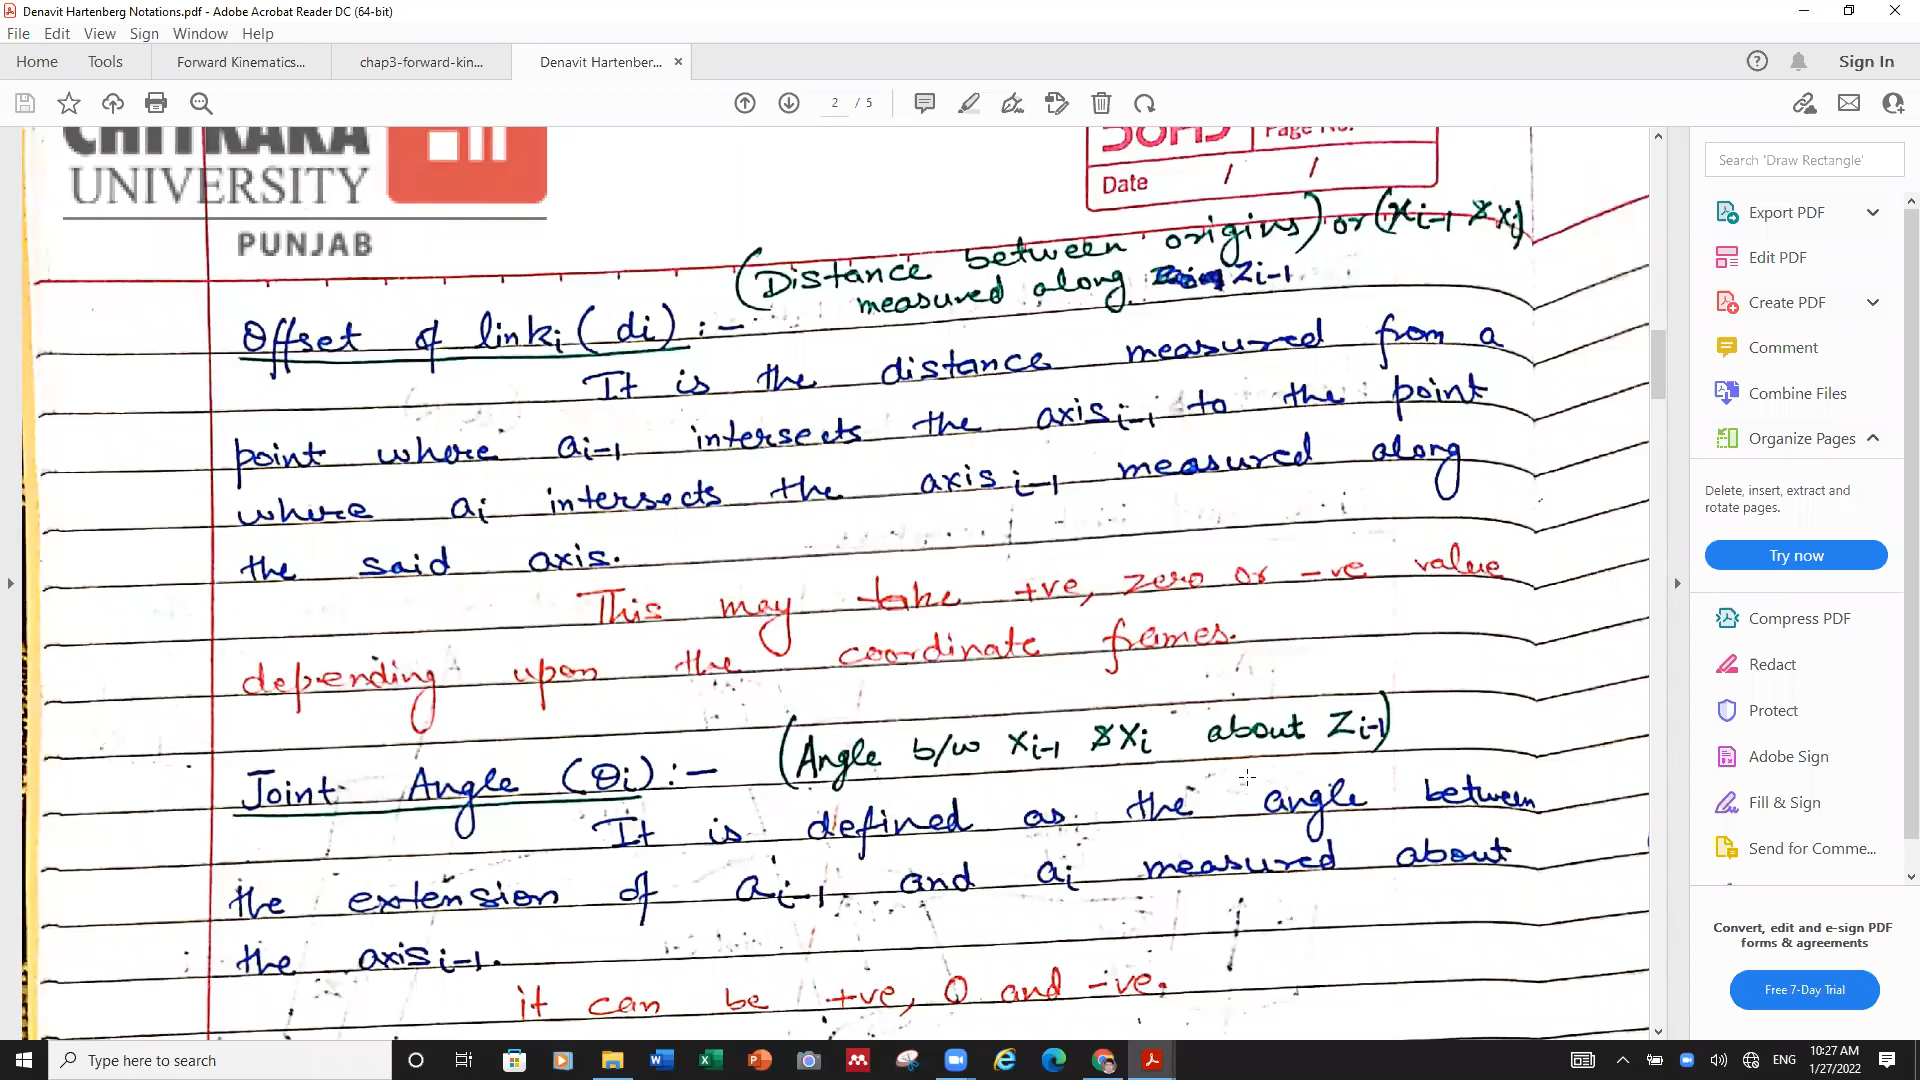 Denavit Hartenberg Notations.pdf - Adobe Acrobat Reader DC (64-bit)
File Edit View Sign Window Help
Home Tools Forward Kinematics... chap3-forward-kin... Denavit Hartenber... ×
Sign In
2 / 5
CHITKARA
UNIVERSITY
PUNJAB
Page No.
Date / /
(Distance between origins) or (Xi-1 & Xi)
measured along Zi-1
Offset of linki (di) :-
It is the distance measured from a
point where ai-1 intersects the axisi-1 to the point
where ai intersects the axisi-1 measured along
the said axis.
This may take +ve, zero or -ve value
depending upon the coordinate frames.
(Angle b/w Xi-1 & Xi about Zi-1)
Joint Angle (θi) :-
It is defined as the angle between
the extension of ai-1 and ai measured about
the axisi-1.
it can be +ve, 0 and -ve.
Search 'Draw Rectangle'
Export PDF
Edit PDF
Create PDF
Comment
Combine Files
Organize Pages
Delete, insert, extract and
rotate pages.
Try now
Compress PDF
Redact
Protect
Adobe Sign
Fill & Sign
Send for Comme...
Convert, edit and e-sign PDF
forms & agreements
Free 7-Day Trial
Type here to search
ENG
10:27 AM
1/27/2022